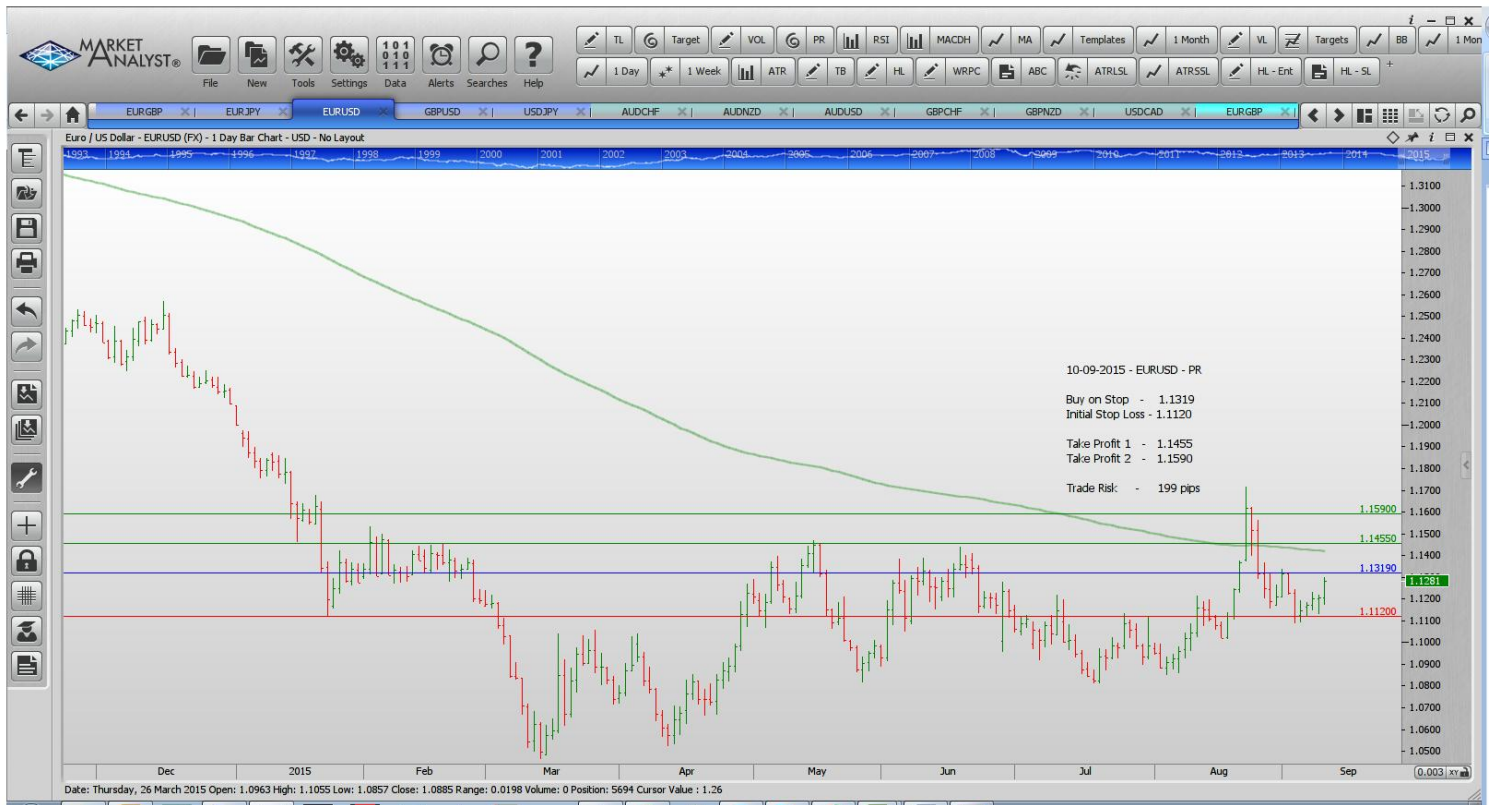 i
MARKET ANALYST®
File New Tools Settings Data Alerts Searches Help
101
010
111
TL Target VOL PR RSI MACDH MA Templates 1 Month VL Targets BB 1 Mon
1 Day 1 Week ATR TB HL WRPC ABC ATRLSL ATRSSL HL - Ent HL - SL +
EURGBP EURJPY EURUSD GBPUSD USDJPY AUDCHF AUDNZD AUDUSD GBPCHF GBPNZD USDCAD EURGBP
Euro / US Dollar - EURUSD (FX) - 1 Day Bar Chart - USD - No Layout
i
1993 1994 1995 1996 1997 1998 1999 2000 2001 2002 2003 2004 2005 2006 2007 2008 2009 2010 2011 2012 2013 2014 2015
1.3100
1.3000
1.2900
1.2800
1.2700
1.2600
1.2500
1.2400
1.2300
10-09-2015 - EURUSD - PR
1.2200
Buy on Stop - 1.1319
1.2100
Initial Stop Loss - 1.1120
1.2000
Take Profit 1 - 1.1455
1.1900
Take Profit 2 - 1.1590
1.1800
Trade Risk - 199 pips
1.1700
1.15900
1.1600
1.1500
1.14550
1.1400
1.13190
1.1281
1.1200
1.11200
1.1100
1.1000
1.0900
1.0800
1.0700
1.0600
1.0500
Dec 2015 Feb Mar Apr May Jun Jul Aug Sep
0.003 XY
Date: Thursday, 26 March 2015 Open: 1.0963 High: 1.1055 Low: 1.0857 Close: 1.0885 Range: 0.0198 Volume: 0 Position: 5694 Cursor Value : 1.26